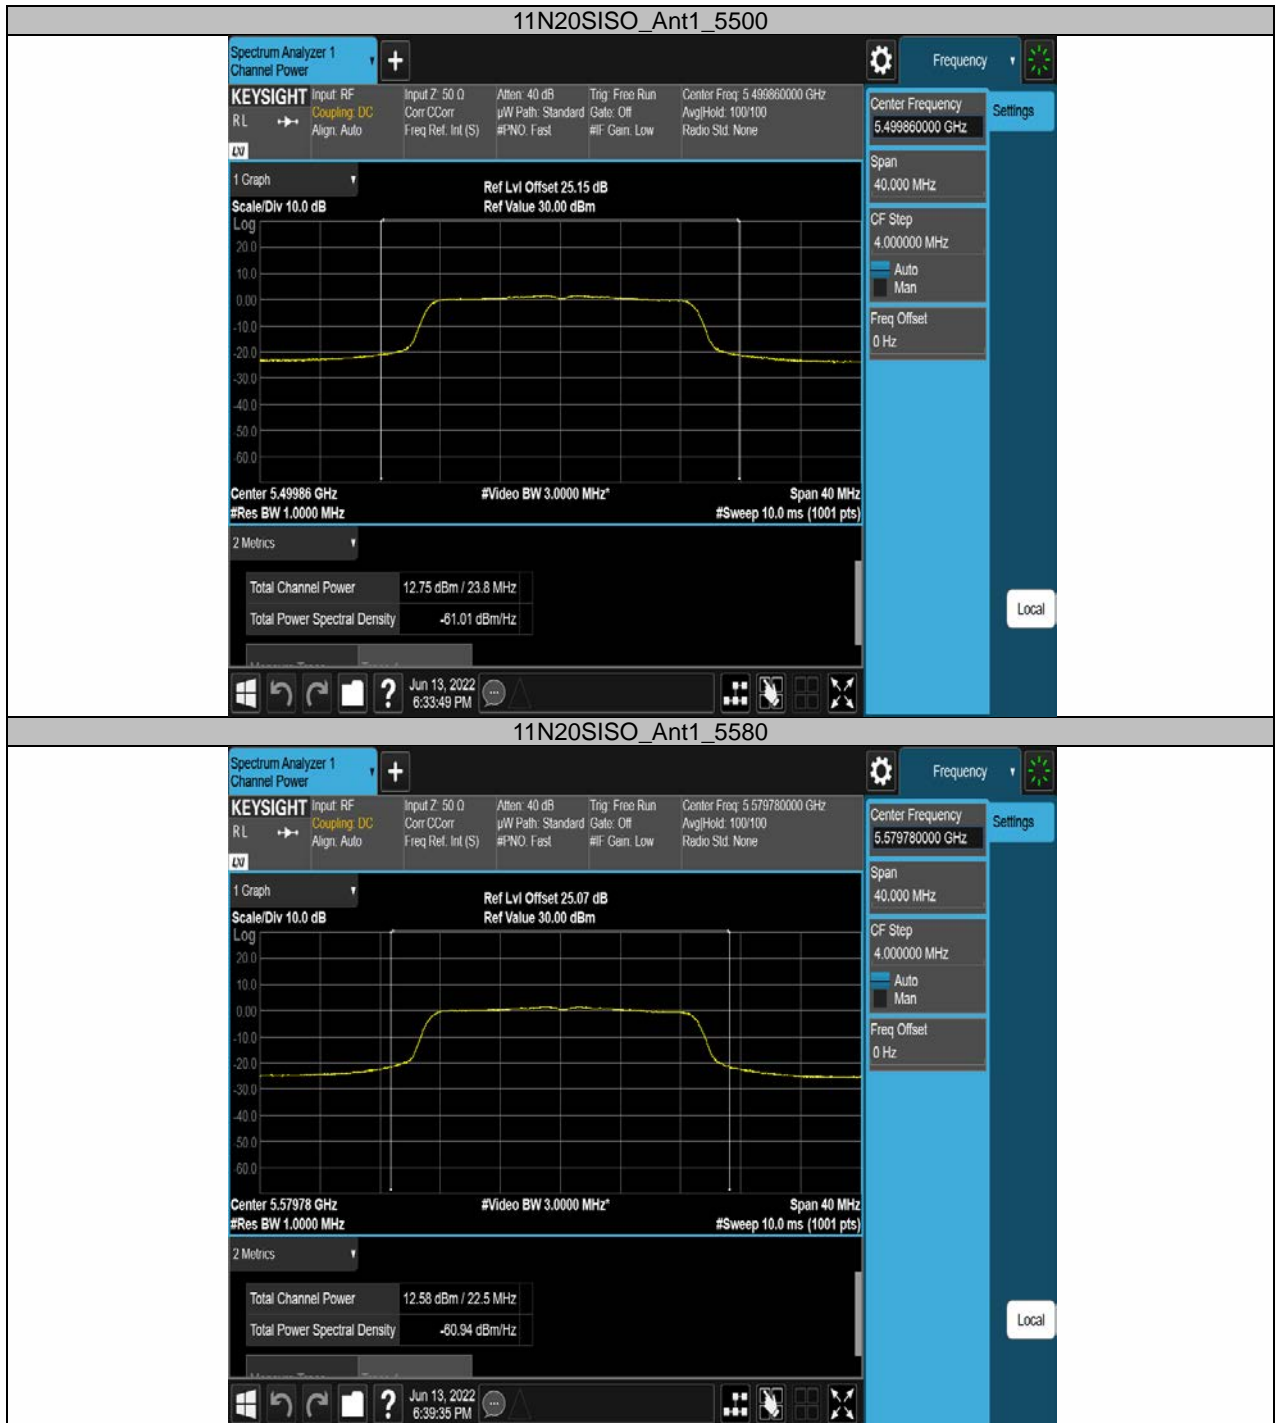 11N20SISO_Ant1_5500
Spectrum Analyzer 1
Channel Power
+
Frequency
KEYSIGHT
RL
LXI
Input: RF
Coupling: DC
Align: Auto
Input Z: 50 Ω
Corr CCorr
Freq Ref: Int (S)
Atten: 40 dB
µW Path: Standard
#PNO: Fast
Trig: Free Run
Gate: Off
#IF Gain: Low
Center Freq: 5.499860000 GHz
Avg|Hold: 100/100
Radio Std: None
Center Frequency
5.499860000 GHz
Settings
Span
40.000 MHz
CF Step
4.000000 MHz
Auto
Man
Freq Offset
0 Hz
Local
1 Graph
Scale/Div 10.0 dB
Ref Lvl Offset 25.15 dB
Ref Value 30.00 dBm
Log
20.0
10.0
0.00
-10.0
-20.0
-30.0
-40.0
-50.0
-60.0
Center 5.49986 GHz
#Video BW 3.0000 MHz*
Span 40 MHz
#Res BW 1.0000 MHz
#Sweep 10.0 ms (1001 pts)
2 Metrics
Total Channel Power 12.75 dBm / 23.8 MHz
Total Power Spectral Density -61.01 dBm/Hz
?
Jun 13, 2022
6:33:49 PM
11N20SISO_Ant1_5580
Spectrum Analyzer 1
Channel Power
+
Frequency
KEYSIGHT
RL
LXI
Input: RF
Coupling: DC
Align: Auto
Input Z: 50 Ω
Corr CCorr
Freq Ref: Int (S)
Atten: 40 dB
µW Path: Standard
#PNO: Fast
Trig: Free Run
Gate: Off
#IF Gain: Low
Center Freq: 5.579780000 GHz
Avg|Hold: 100/100
Radio Std: None
Center Frequency
5.579780000 GHz
Settings
Span
40.000 MHz
CF Step
4.000000 MHz
Auto
Man
Freq Offset
0 Hz
Local
1 Graph
Scale/Div 10.0 dB
Ref Lvl Offset 25.07 dB
Ref Value 30.00 dBm
Log
20.0
10.0
0.00
-10.0
-20.0
-30.0
-40.0
-50.0
-60.0
Center 5.57978 GHz
#Video BW 3.0000 MHz*
Span 40 MHz
#Res BW 1.0000 MHz
#Sweep 10.0 ms (1001 pts)
2 Metrics
Total Channel Power 12.58 dBm / 22.5 MHz
Total Power Spectral Density -60.94 dBm/Hz
?
Jun 13, 2022
6:39:35 PM